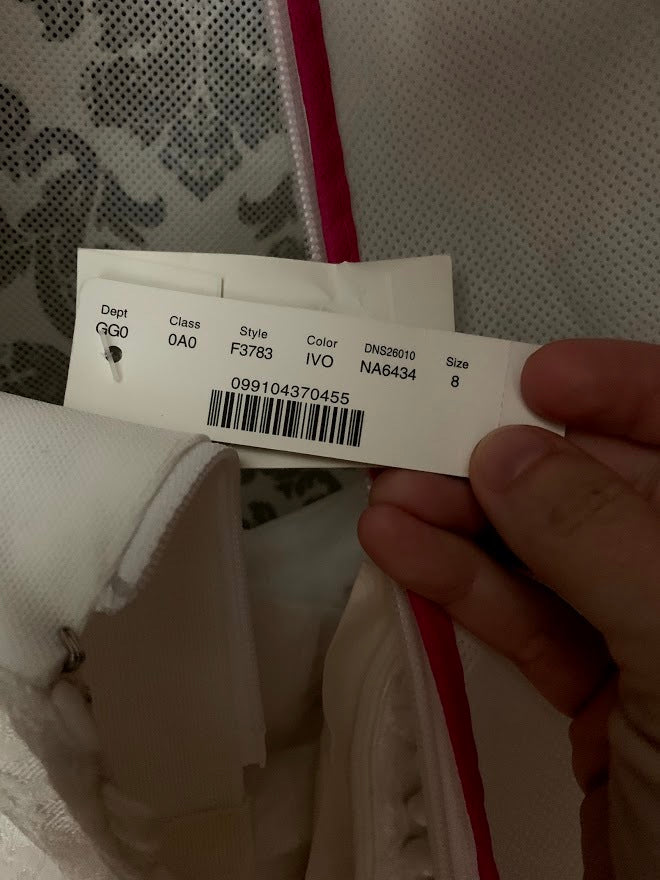 Dept Class Style Color DNS26010 Size
GG0 0A0 F3783 IVO NA6434 8
099104370455